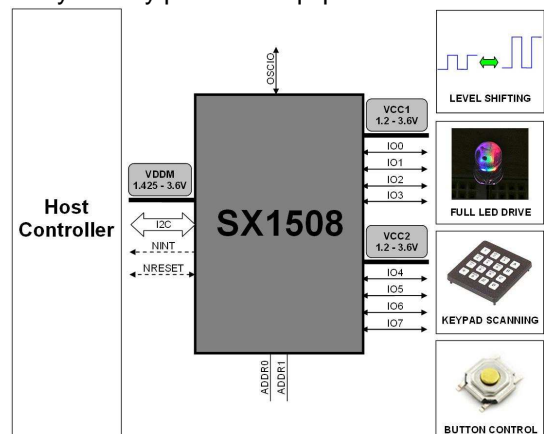 OSCIO
VCC1
1.2 - 3.6V
IO0
IO1
IO2
IO3
VDDM
1.425 - 3.6V
Host
Controller
I2C
NINT
NRESET
SX1508
VCC2
1.2 - 3.6V
IO4
IO5
IO6
IO7
ADDR0
ADDR1
LEVEL SHIFTING
FULL LED DRIVE
KEYPAD SCANNING
BUTTON CONTROL